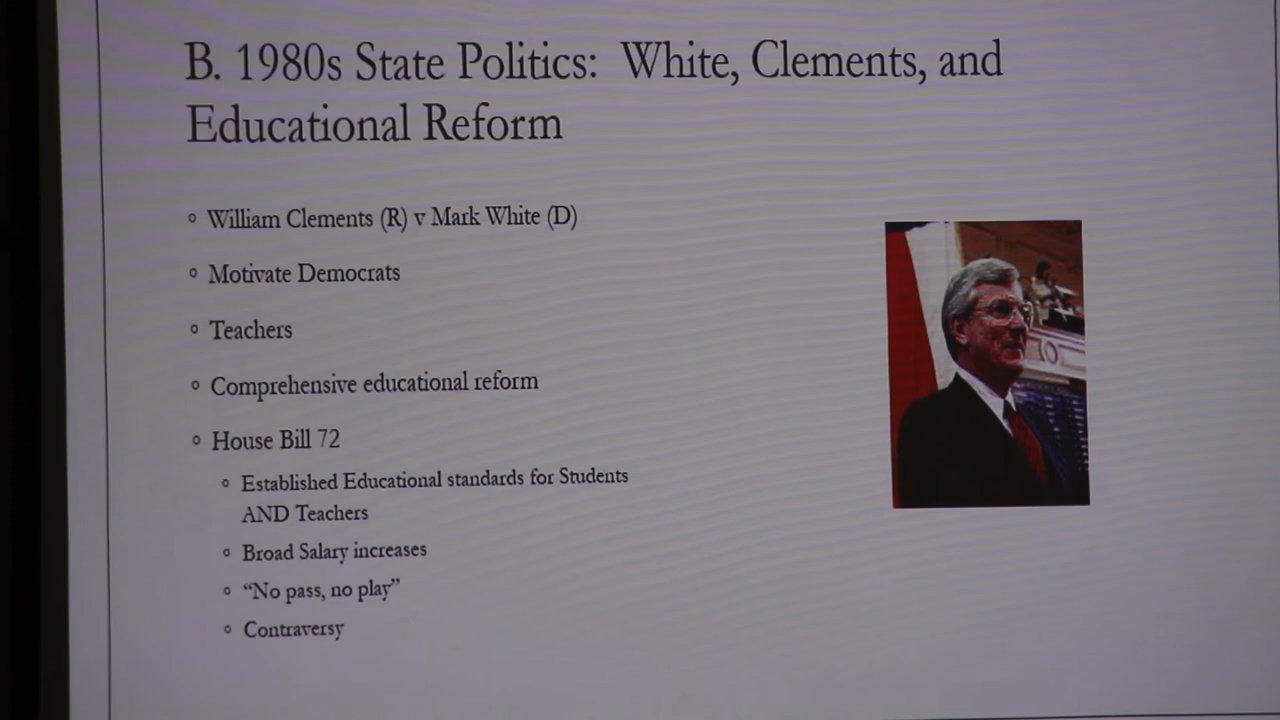 B. 1980s State Politics: White, Clements, and
Educational Reform
William Clements (R) v Mark White (D)
Motivate Democrats
Teachers
Comprehensive educational reform
House Bill 72
Established Educational standards for Students
AND Teachers
Broad Salary increases
“No pass, no play”
Contraversy